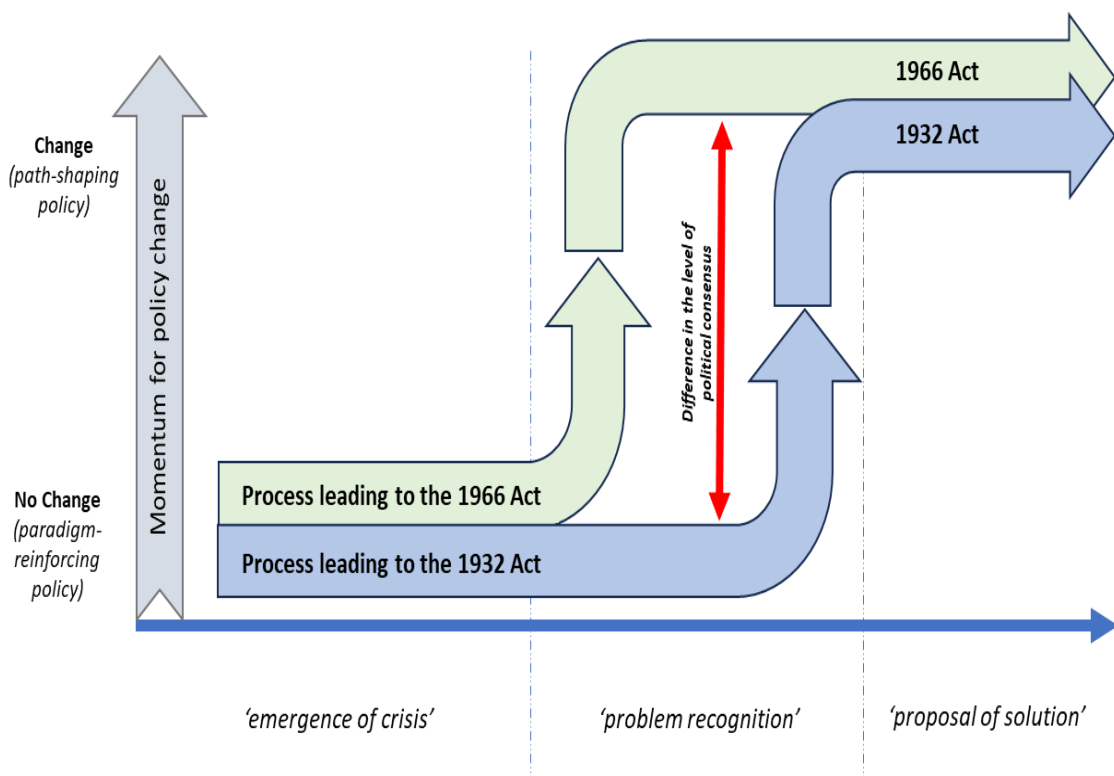 1966 Act
1932 Act
Change
(path-shaping
policy)
Momentum for policy change
Difference in the level of
political consensus
No Change
(paradigm-
reinforcing
policy)
Process leading to the 1966 Act
Process leading to the 1932 Act
‘emergence of crisis’
‘problem recognition’
‘proposal of solution’